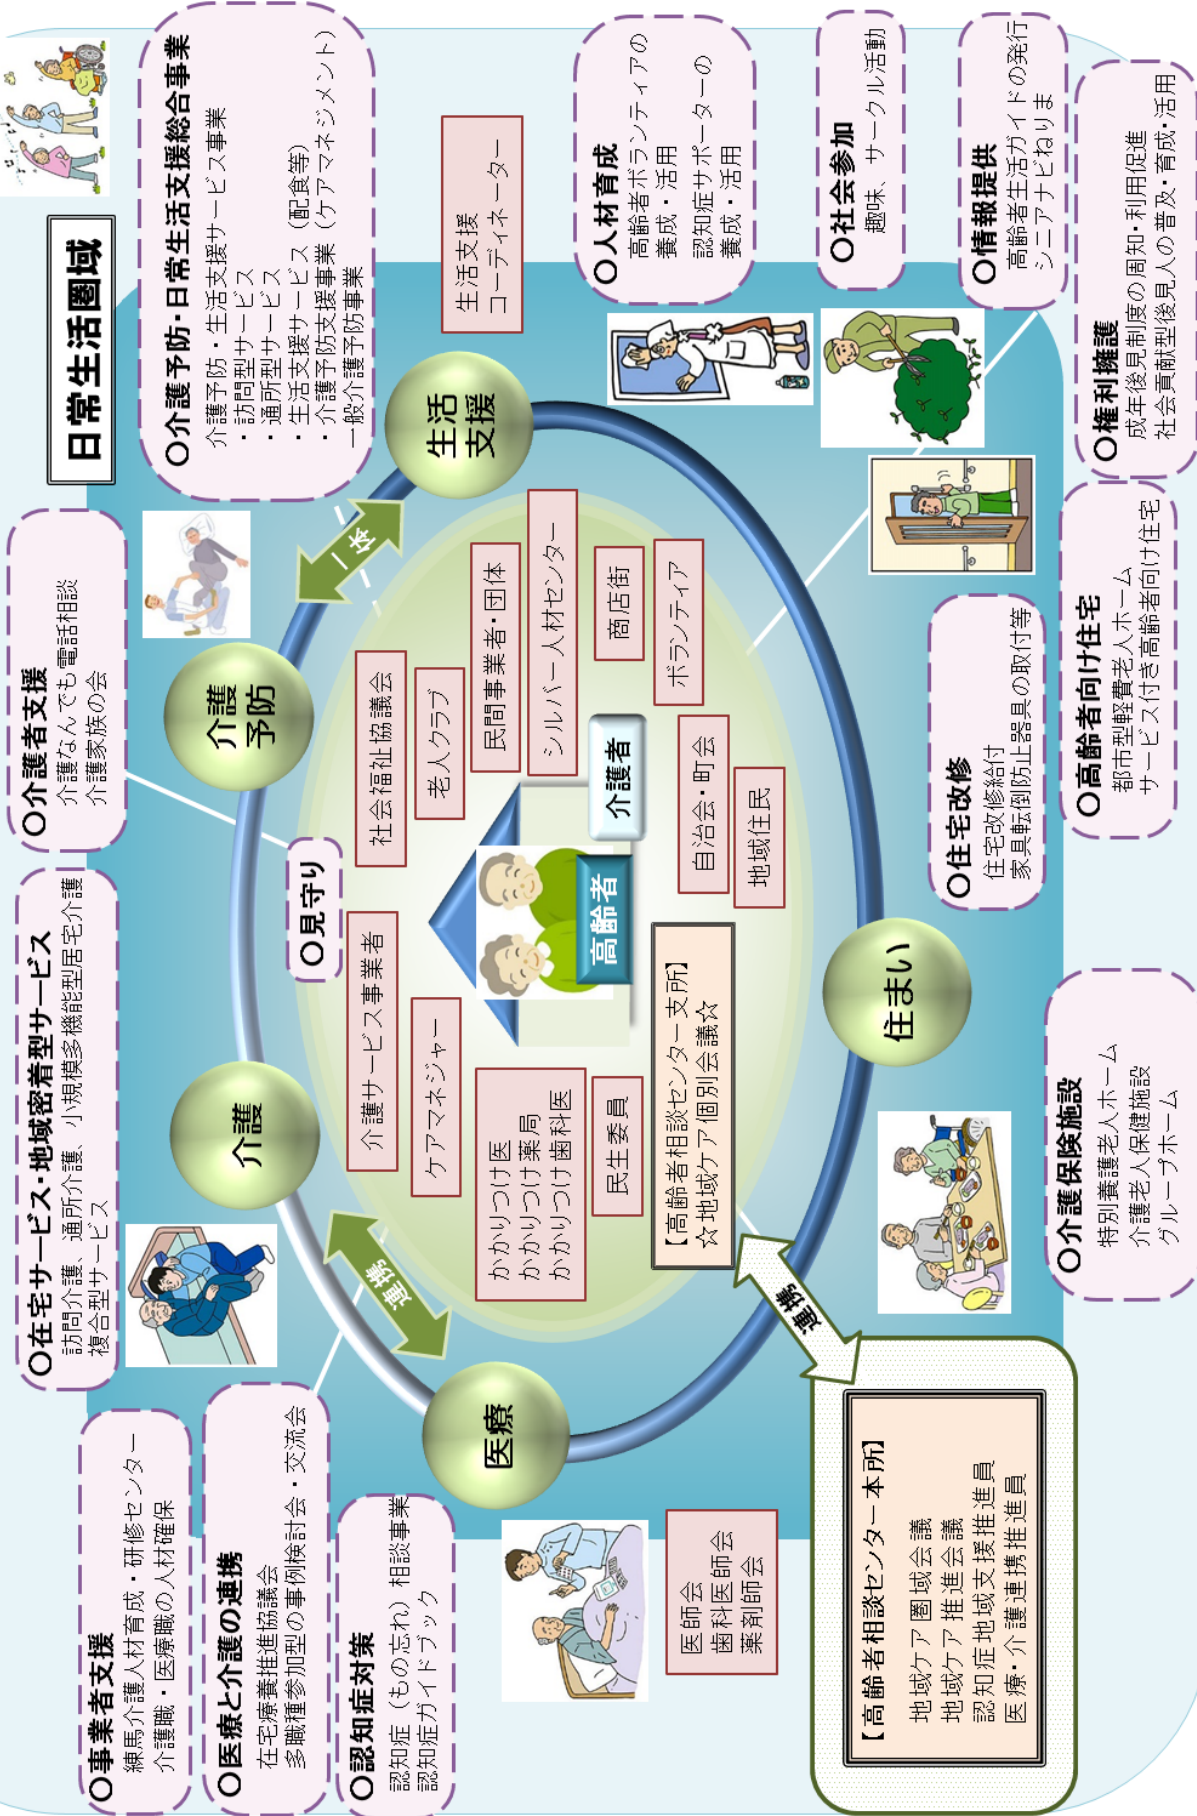 日常生活圏域
〇事業者支援
練馬介護人材育成・研修センター
介護職・医療職の人材確保
〇医療と介護の連携
在宅療養推進協議会
多職種参加型の事例検討会・交流会
〇認知症対策
認知症（もの忘れ）相談事業
認知症ガイドブック
〇在宅サービス・地域密着型サービス
訪問介護、通所介護、小規模多機能型居宅介護
複合型サービス
〇介護者支援
介護なんでも電話相談
介護家族の会
〇介護予防・日常生活支援総合事業
介護予防・生活支援サービス事業
・訪問型サービス
・通所型サービス
・生活支援サービス（配食等）
・介護予防支援事業（ケアマネジメント）
一般介護予防事業
介護
介護
予防
生活
支援
医療
住まい
連携
一体
〇見守り
生活支援
コーディネーター
介護サービス事業者
ケアマネジャー
社会福祉協議会
老人クラブ
民間事業者・団体
シルバー人材センター
かかりつけ医
かかりつけ薬局
かかりつけ歯科医
民生委員
高齢者
介護者
商店街
ボランティア
自治会・町会
地域住民
【高齢者相談センター支所】
☆地域ケア個別会議☆
連携
医師会
歯科医師会
薬剤師会
【高齢者相談センター本所】
地域ケア圏域会議
地域ケア推進会議
認知症地域支援推進員
医療・介護連携推進員
〇人材育成
高齢者ボランティアの
養成・活用
認知症サポーターの
養成・活用
〇社会参加
趣味、サークル活動
〇情報提供
高齢者生活ガイドの発行
シニアナビねりま
〇権利擁護
成年後見制度の周知・利用促進
社会貢献型後見人の普及・育成・活用
〇住宅改修
住宅改修給付
家具転倒防止器具の取付等
〇高齢者向け住宅
都市型軽費老人ホーム
サービス付き高齢者向け住宅
〇介護保険施設
特別養護老人ホーム
介護老人保健施設
グループホーム